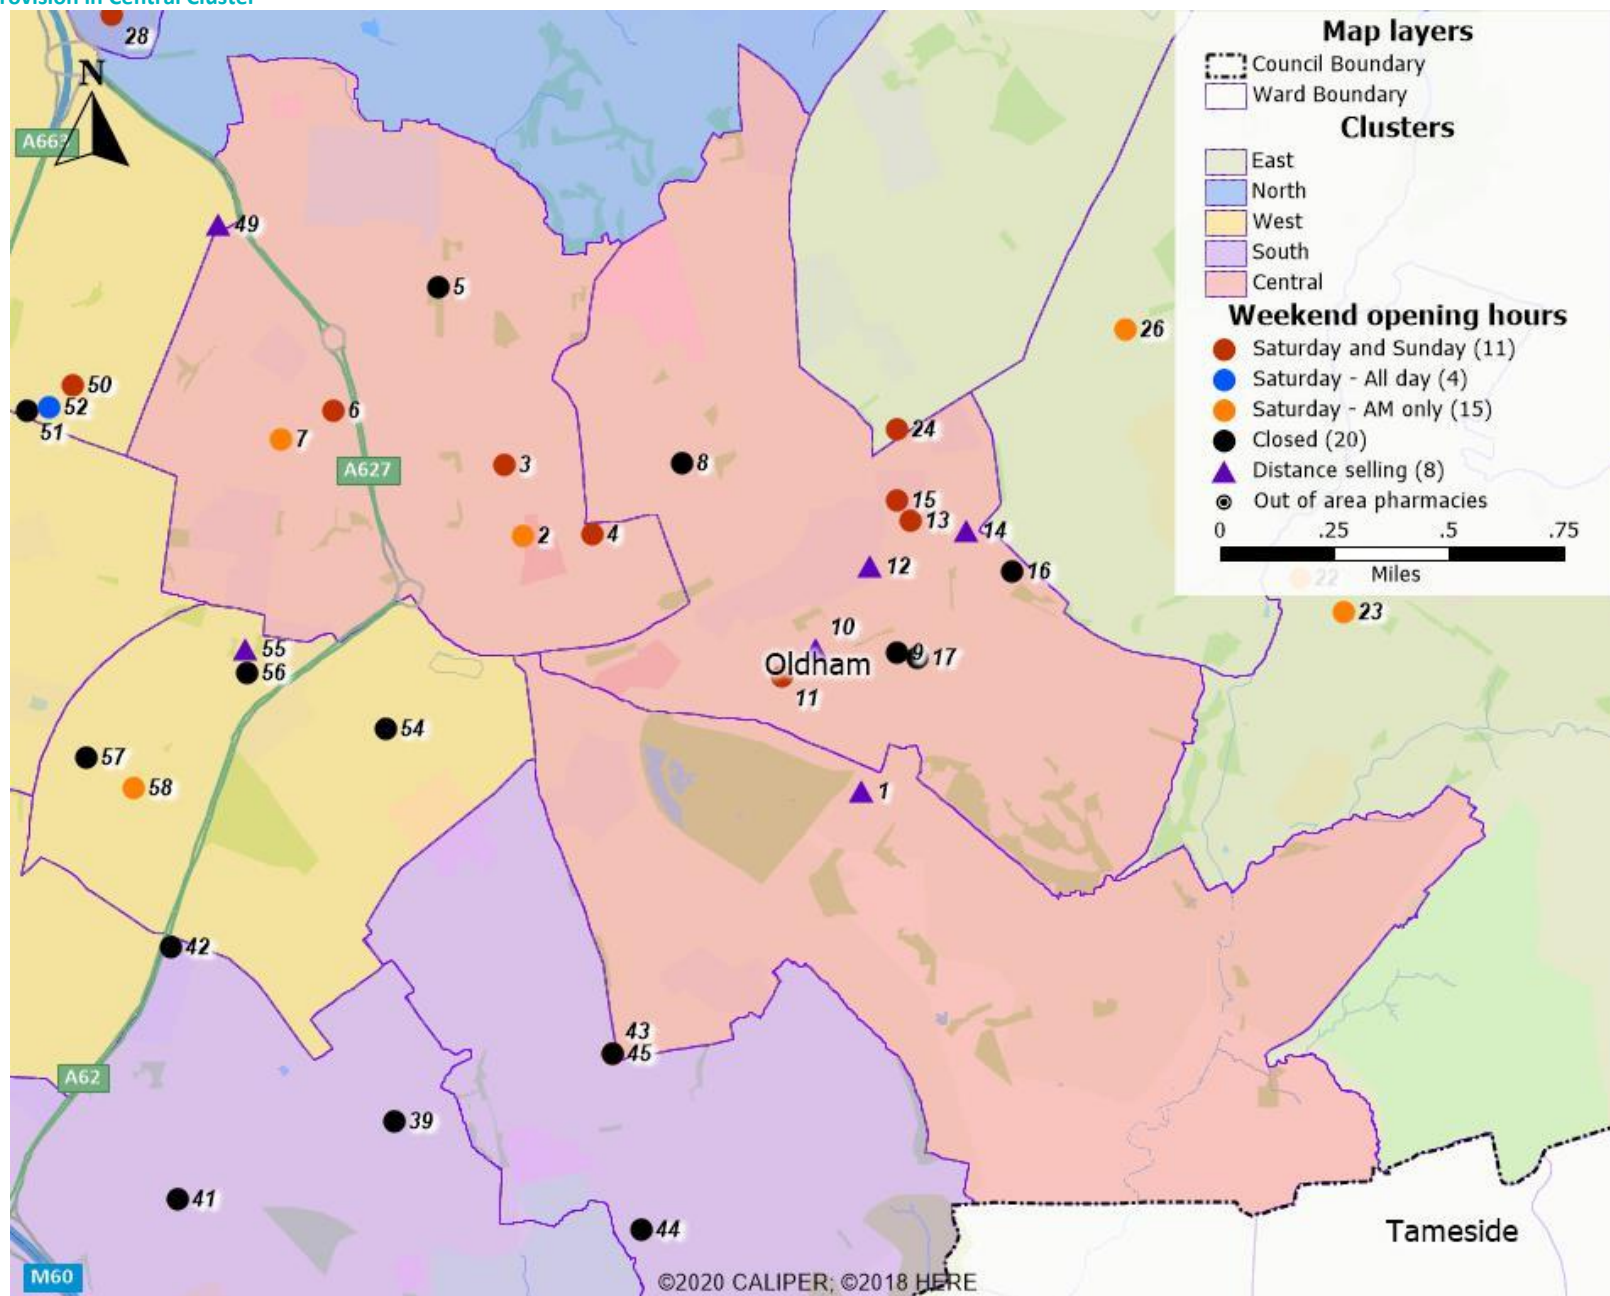 rovision in Central Cluster
28
N
A663
49
5
50
52
51
6
7
A627
3
2
4
8
24
15
13
14
12
16
10
9
17
Oldham
11
26
22
23
55
56
54
57
58
1
42
43
45
A62
39
41
44
M60
Tameside
©2020 CALIPER; ©2018 HERE
Map layers
Council Boundary
Ward Boundary
Clusters
East
North
West
South
Central
Weekend opening hours
Saturday and Sunday (11)
Saturday - All day (4)
Saturday - AM only (15)
Closed (20)
Distance selling (8)
Out of area pharmacies
0 .25 .5 .75
Miles